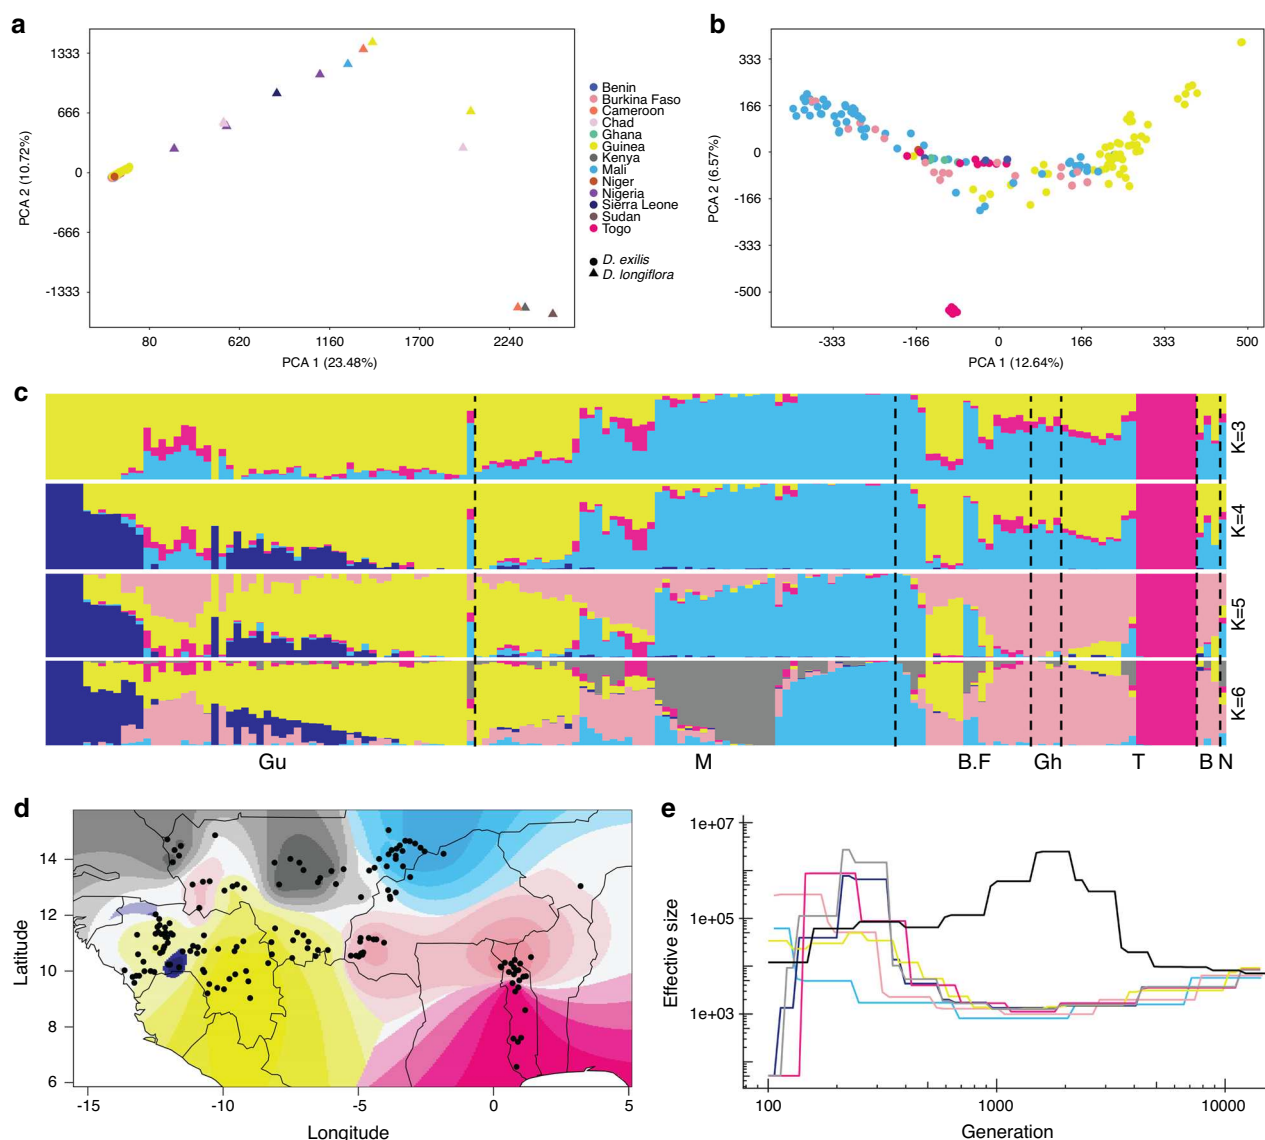 a
1333
666
0
-666
-1333
PCA 2 (10.72%)
80 620 1160 1700 2240
PCA 1 (23.48%)
Benin
Burkina Faso
Cameroon
Chad
Ghana
Guinea
Kenya
Mali
Niger
Nigeria
Sierra Leone
Sudan
Togo
D. exilis
D. longiflora
b
333
166
0
-166
-333
-500
PCA 2 (6.57%)
-333 -166 0 166 333 500
PCA 1 (12.64%)
c
K=3
K=4
K=5
K=6
Gu M B.F Gh T B N
d
14
12
10
8
6
Latitude
-15 -10 -5 0 5
Longitude
e
1e+07
1e+05
1e+03
Effective size
100 1000 10000
Generation